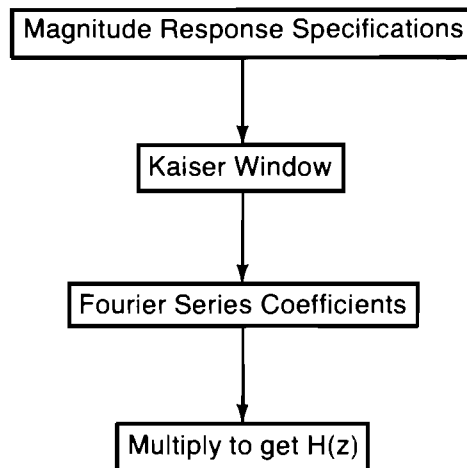 Magnitude Response Specifications
Kaiser Window
Fourier Series Coefficients
Multiply to get H(z)